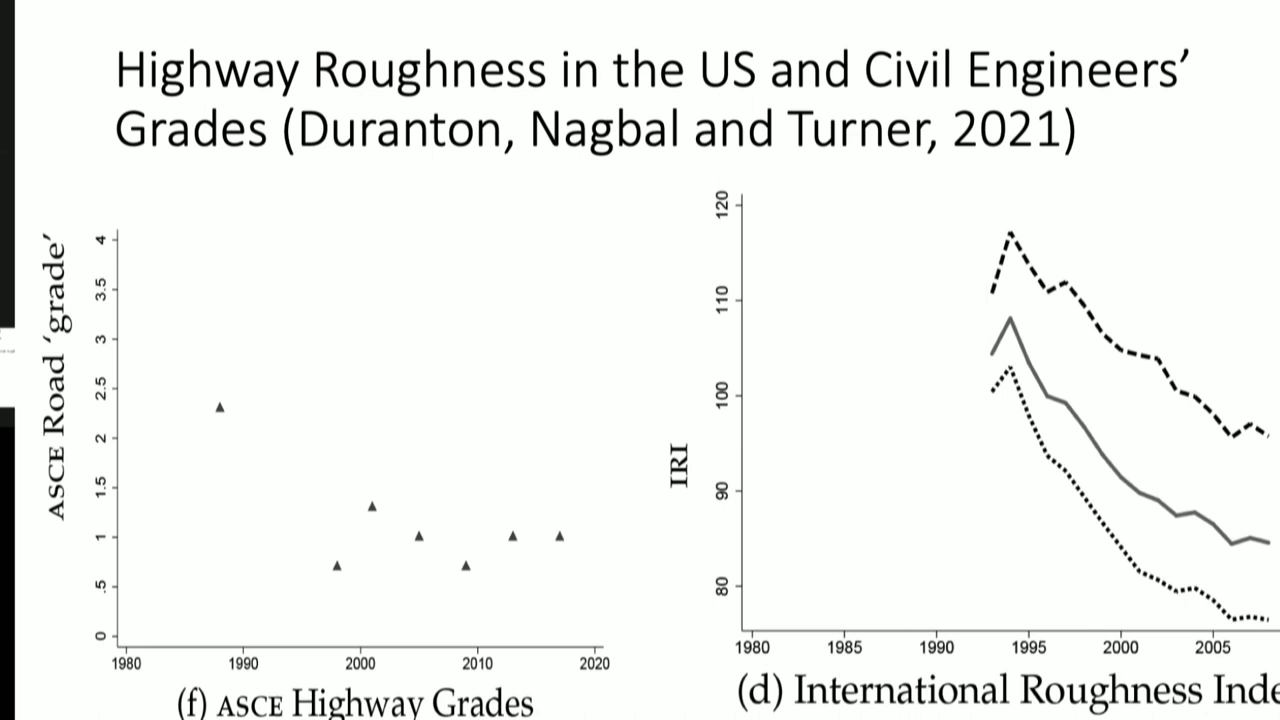 Highway Roughness in the US and Civil Engineers’
Grades (Duranton, Nagbal and Turner, 2021)
ASCE Road ‘grade’
4
3.5
3
2.5
2
1.5
1
.5
0
1980 1990 2000 2010 2020
(f) ASCE Highway Grades
IRI
120
110
100
90
80
1980 1985 1990 1995 2000 2005
(d) International Roughness Inde